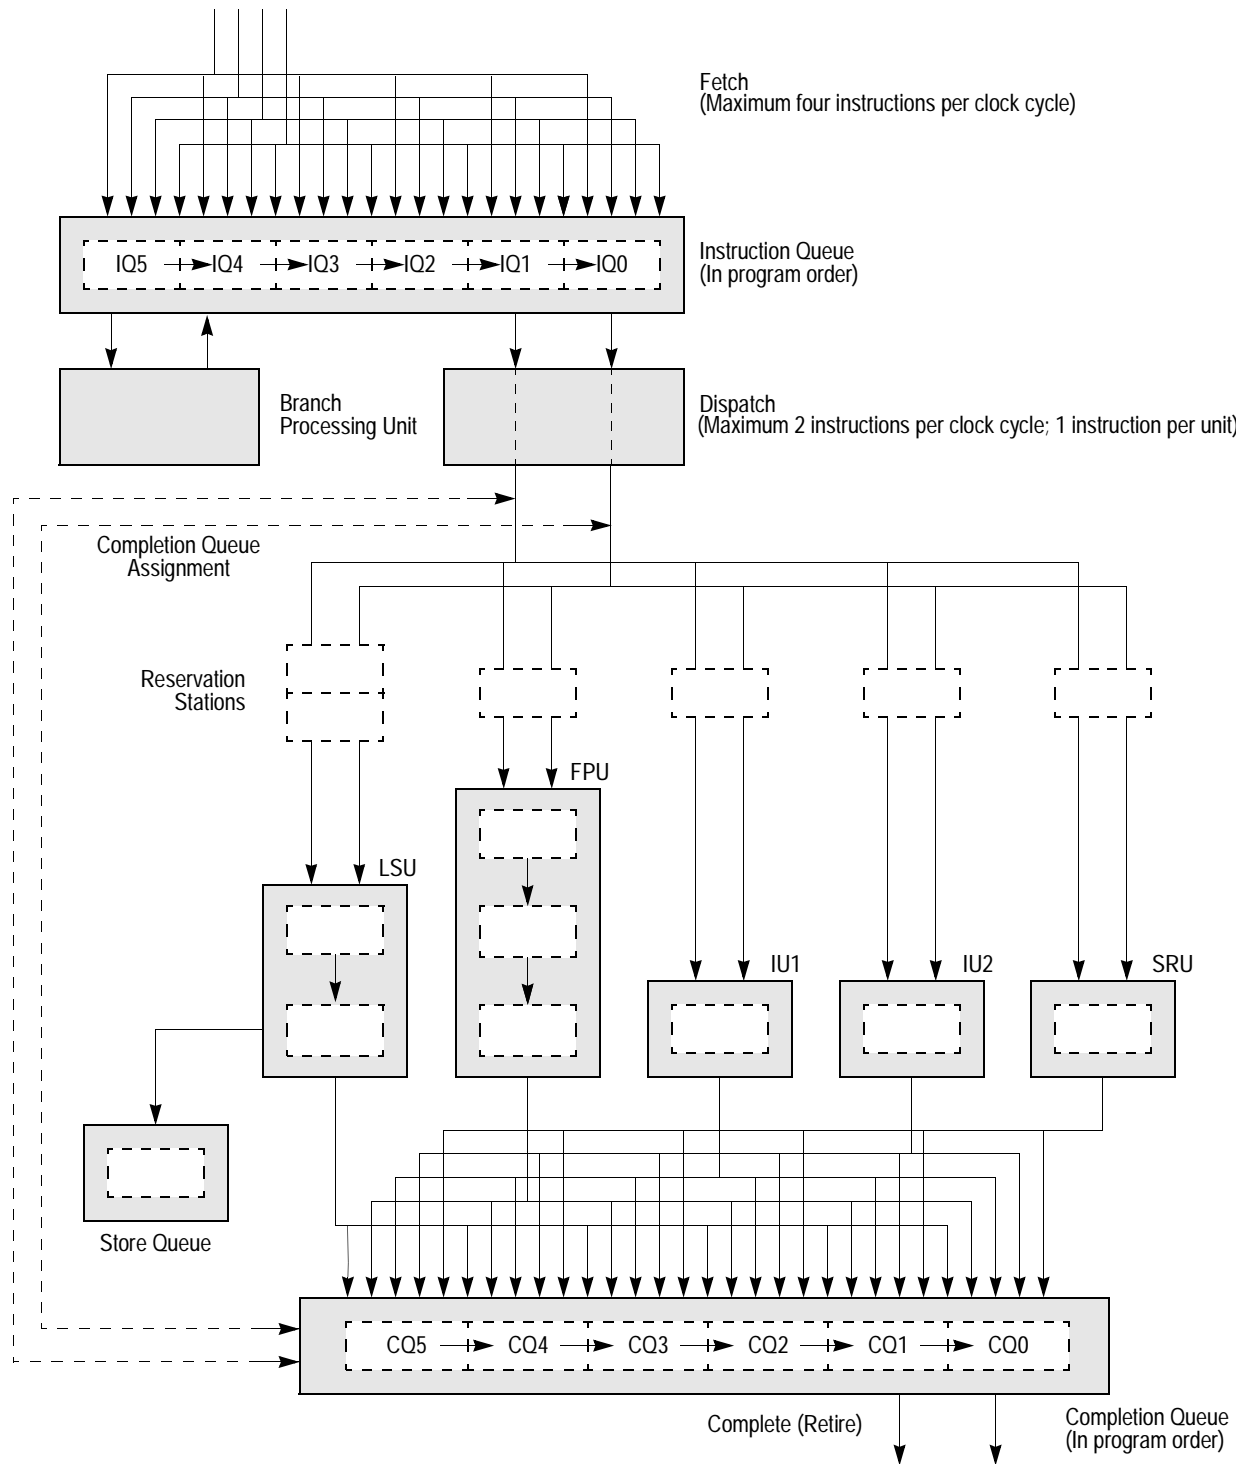 Fetch
(Maximum four instructions per clock cycle)
IQ5 IQ4 IQ3 IQ2 IQ1 IQ0
Instruction Queue
(In program order)
Branch
Processing Unit
Dispatch
(Maximum 2 instructions per clock cycle; 1 instruction per unit)
Completion Queue
Assignment
Reservation
Stations
FPU
LSU
IU1
IU2
SRU
Store Queue
CQ5 CQ4 CQ3 CQ2 CQ1 CQ0
Complete (Retire)
Completion Queue
(In program order)